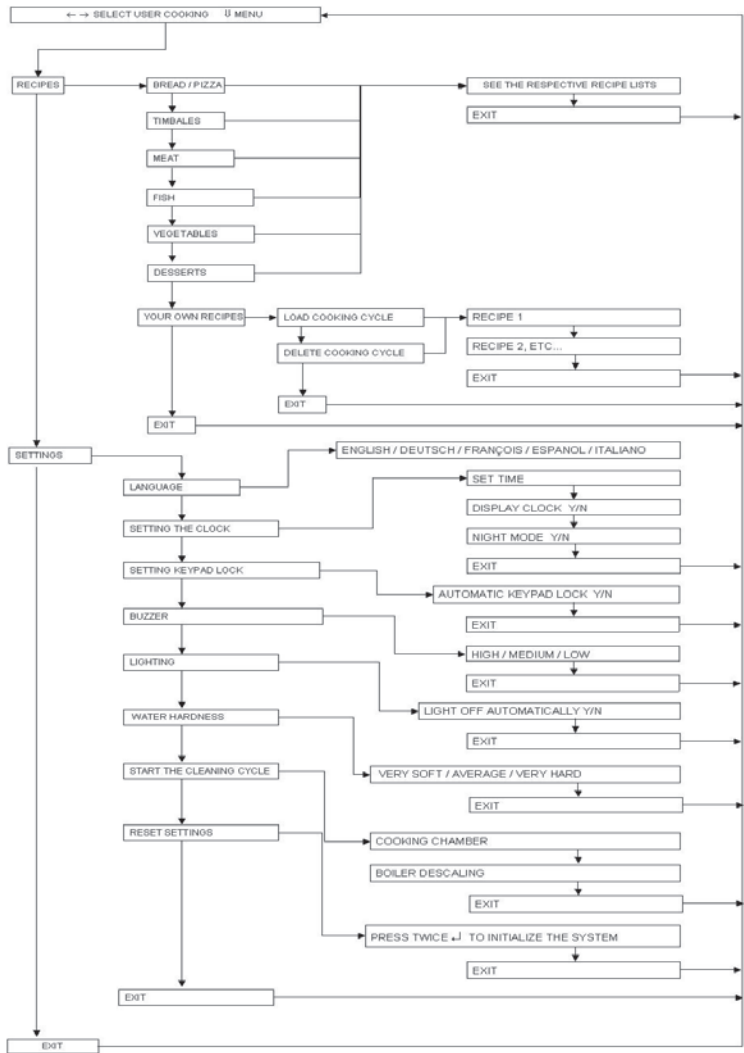 ← → SELECT USER COOKING ⇓ MENU
RECIPES
BREAD / PIZZA
SEE THE RESPECTIVE RECIPE LISTS
EXIT
TIMBALES
MEAT
FISH
VEGETABLES
DESSERTS
YOUR OWN RECIPES
LOAD COOKING CYCLE
RECIPE 1
DELETE COOKING CYCLE
RECIPE 2, ETC...
EXIT
EXIT
EXIT
SETTINGS
ENGLISH / DEUTSCH / FRANÇOIS / ESPANOL / ITALIANO
LANGUAGE
SET TIME
SETTING THE CLOCK
DISPLAY CLOCK Y/N
NIGHT MODE Y/N
EXIT
SETTING KEYPAD LOCK
AUTOMATIC KEYPAD LOCK Y/N
EXIT
BUZZER
HIGH / MEDIUM / LOW
EXIT
LIGHTING
LIGHT OFF AUTOMATICALLY Y/N
EXIT
WATER HARDNESS
VERY SOFT / AVERAGE / VERY HARD
EXIT
START THE CLEANING CYCLE
COOKING CHAMBER
BOILER DESCALING
EXIT
RESET SETTINGS
PRESS TWICE ↵ TO INITIALIZE THE SYSTEM
EXIT
EXIT
EXIT